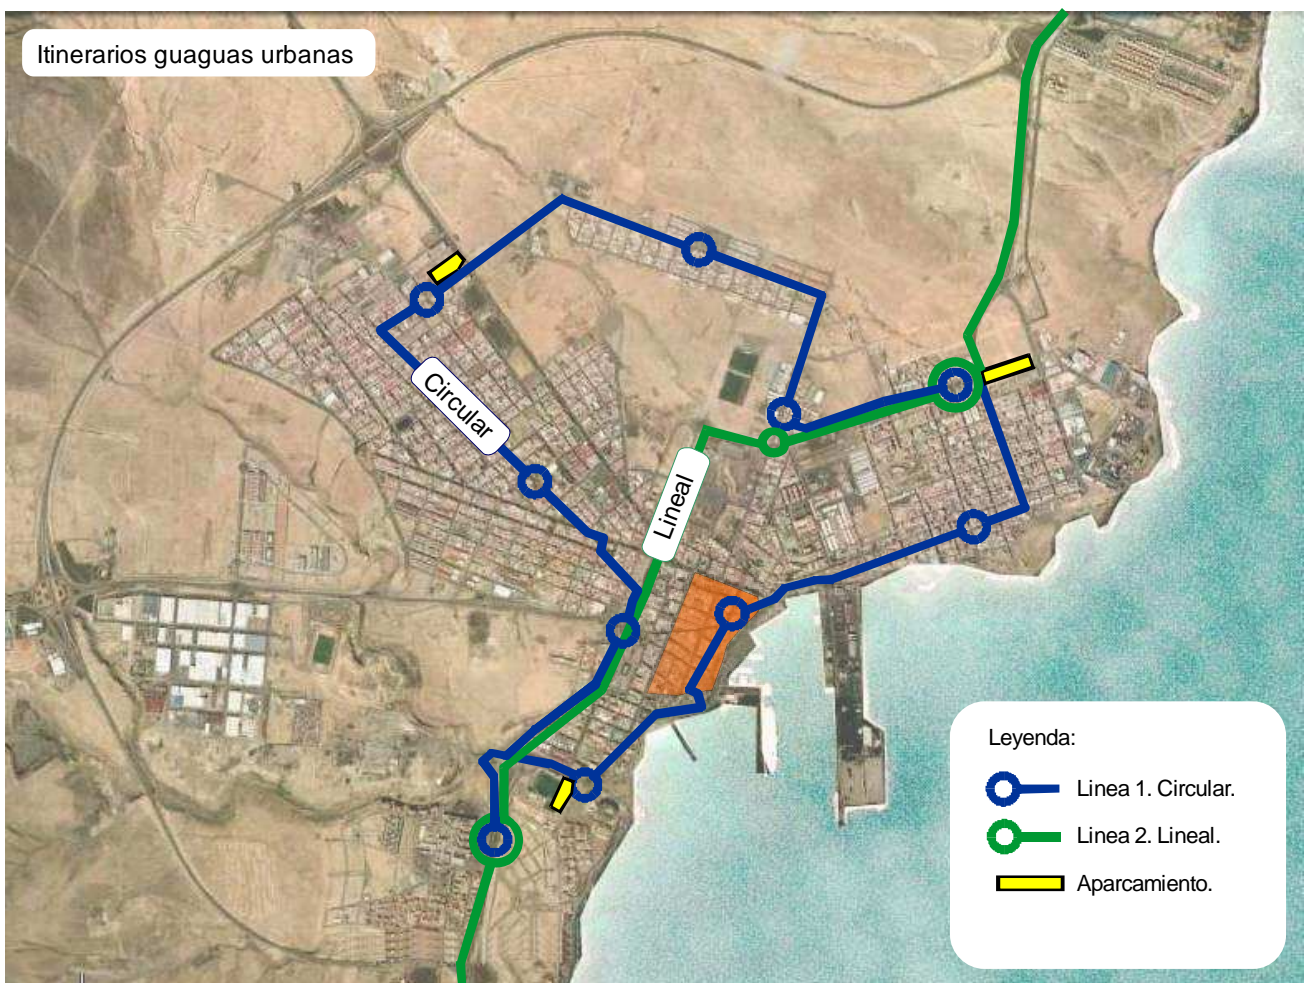 Itinerarios guaguas urbanas
Circular
Lineal
Leyenda:
Linea 1. Circular.
Linea 2. Lineal.
Aparcamiento.